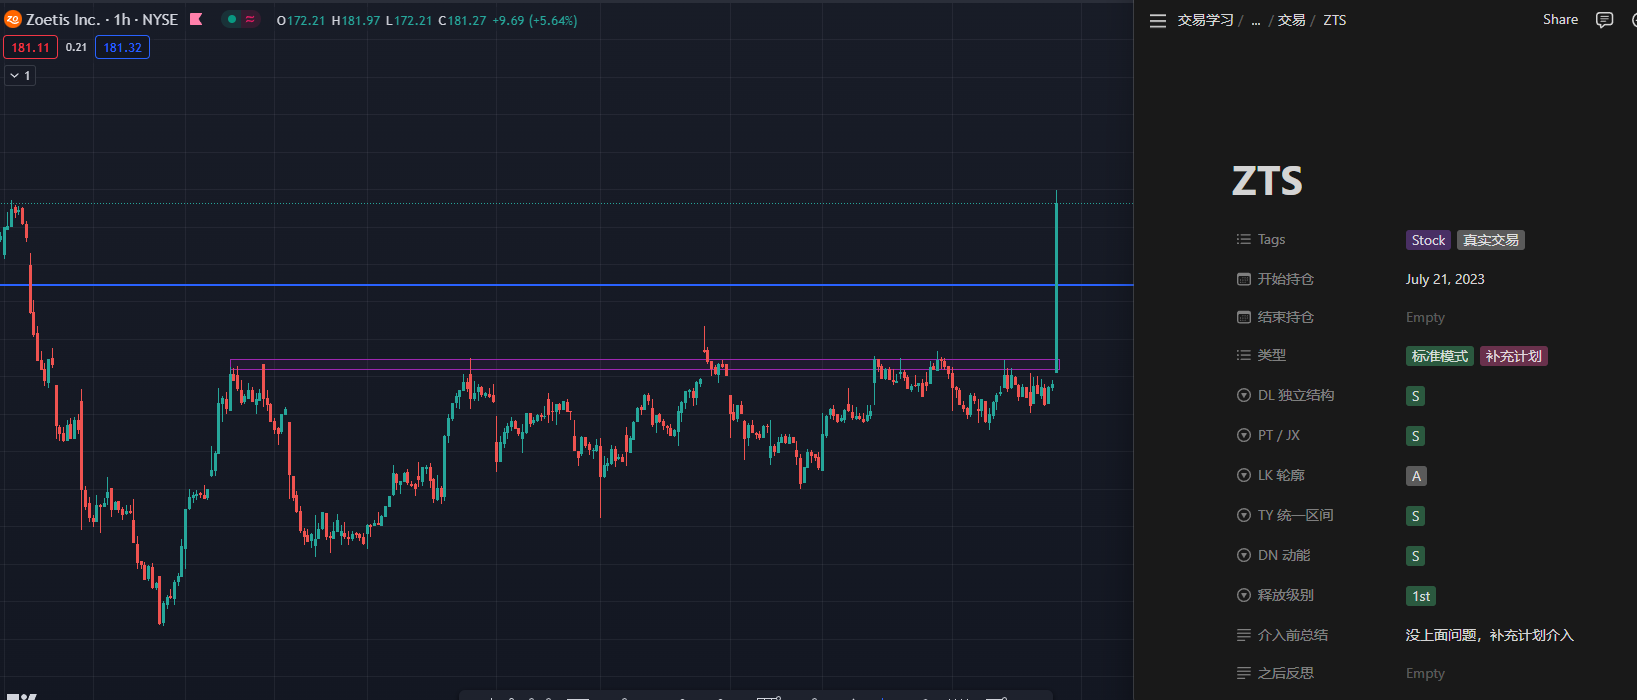 Zoetis Inc. · 1h · NYSE O172.21 H181.97 L172.21 C181.27 +9.69 (+5.64%)
181.11 0.21 181.32
1
交易学习 / ... / 交易 / ZTS
Share
ZTS
Tags Stock 真实交易
开始持仓 July 21, 2023
结束持仓 Empty
类型 标准模式 补充计划
DL 独立结构 S
PT / JX S
LK 轮廓 A
TY 统一区间 S
DN 动能 S
释放级别 1st
介入前总结 没上面问题，补充计划介入
之后反思 Empty